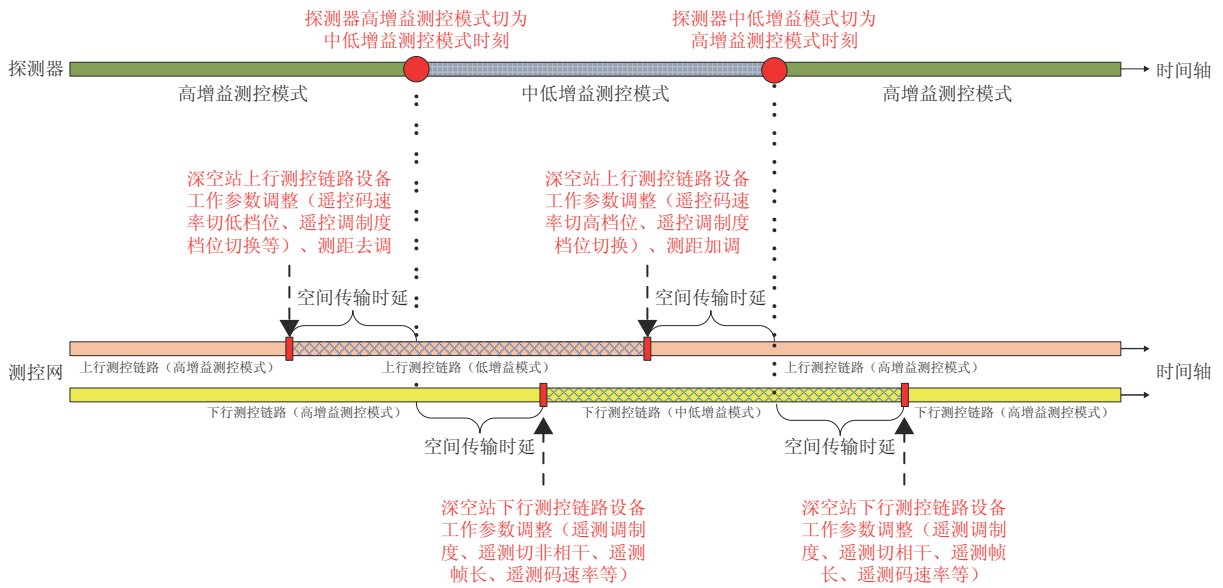 探测器高增益测控模式切为
中低增益测控模式时刻
探测器中低增益模式切为
高增益测控模式时刻
探测器
时间轴
高增益测控模式
中低增益测控模式
高增益测控模式
深空站上行测控链路设备
工作参数调整（遥控码速
率切低档位、遥控调制度
档位切换等）、测距去调
深空站上行测控链路设备
工作参数调整（遥控码速
率切高档位、遥控调制度
档位切换）、测距加调
空间传输时延
空间传输时延
上行测控链路（高增益测控模式）
上行测控链路（低增益模式）
上行测控链路（高增益测控模式）
测控网
时间轴
下行测控链路（高增益测控模式）
下行测控链路（中低增益模式）
下行测控链路（高增益测控模式）
空间传输时延
空间传输时延
深空站下行测控链路设备
工作参数调整（遥测调制
度、遥测切非相干、遥测
帧长、遥测码速率等）
深空站下行测控链路设备
工作参数调整（遥测调制
度、遥测切相干、遥测帧
长、遥测码速率等）